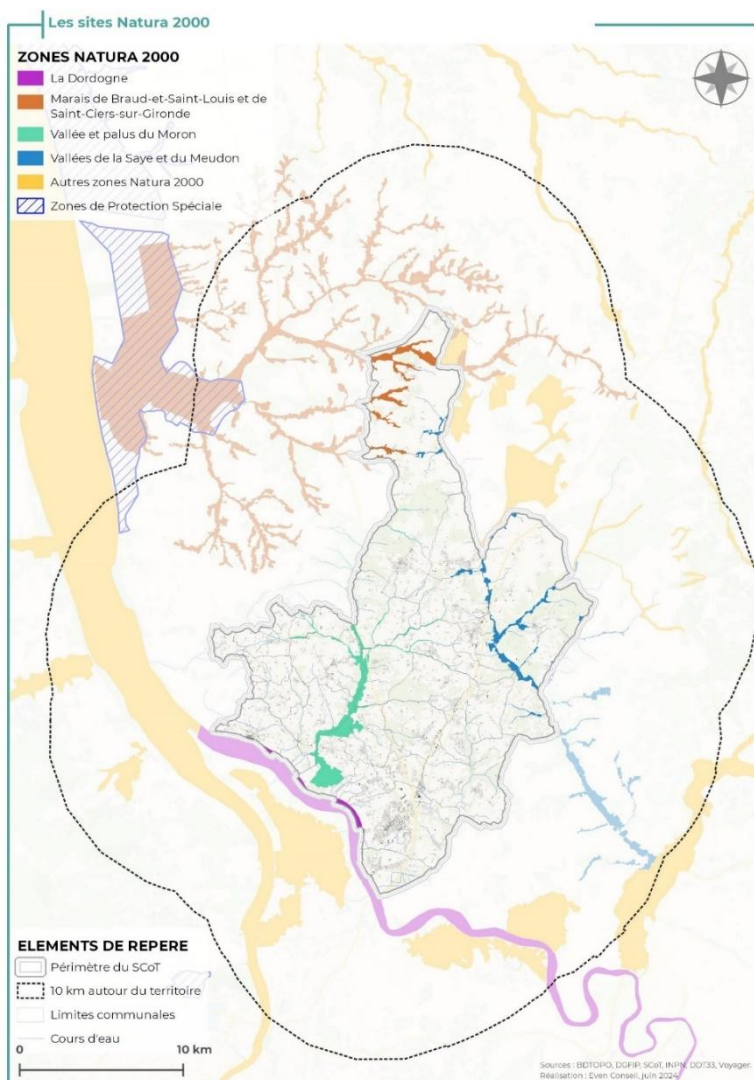 Les sites Natura 2000
ZONES NATURA 2000
La Dordogne
Marais de Braud-et-Saint-Louis et de
Saint-Ciers-sur-Gironde
Vallée et palus du Moron
Vallées de la Saye et du Meudon
Autres zones Natura 2000
Zones de Protection Spéciale
ELEMENTS DE REPERE
Périmètre du SCoT
10 km autour du territoire
Limites communales
Cours d'eau
0
10 km
Sources : BDTOPO, DGFIP, SCoT, INPN, DDT33, Voyager,
Réalisation : Even Conseil, juin 2024